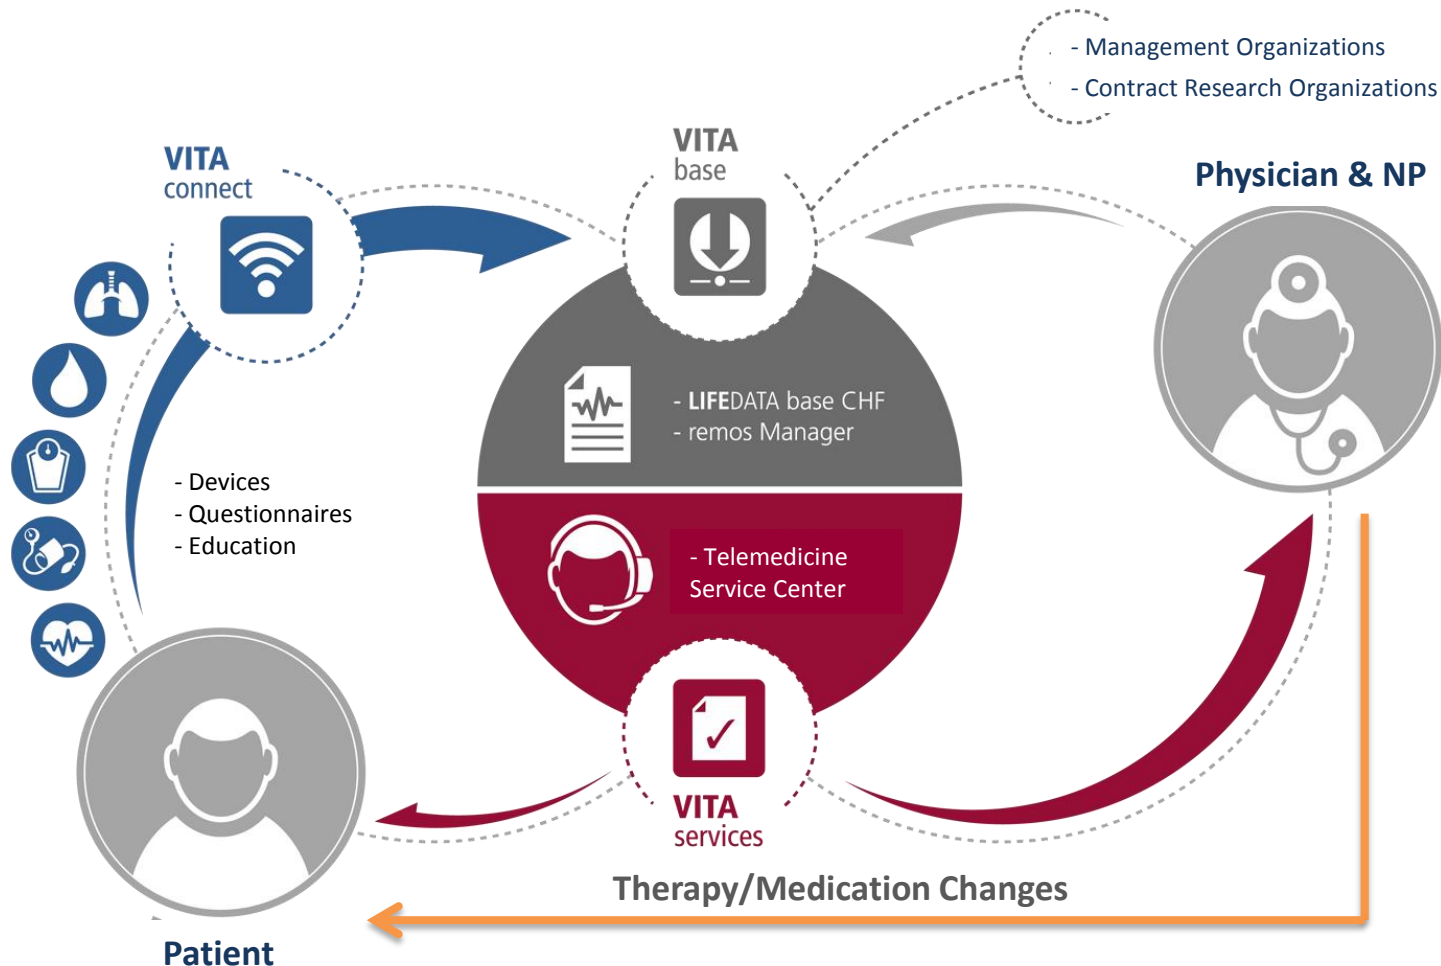 - Management Organizations
- Contract Research Organizations
VITA
base
VITA
connect
Physician & NP
- LIFEDATA base CHF
- remos Manager
- Devices
- Questionnaires
- Education
- Telemedicine
Service Center
VITA
services
Therapy/Medication Changes
Patient